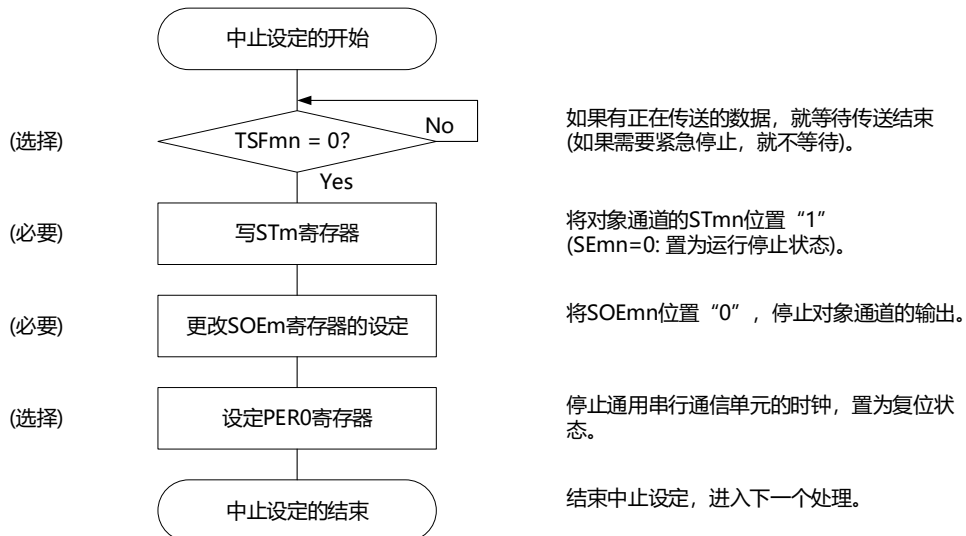 中止设定的开始
(选择)
TSFmn = 0?
No
如果有正在传送的数据，就等待传送结束
(如果需要紧急停止，就不等待)。
Yes
(必要)
写STm寄存器
将对象通道的STmn位置“1”
(SEmn=0: 置为运行停止状态)。
(必要)
更改SOEm寄存器的设定
将SOEmn位置“0”，停止对象通道的输出。
(选择)
设定PER0寄存器
停止通用串行通信单元的时钟，置为复位状
态。
中止设定的结束
结束中止设定，进入下一个处理。